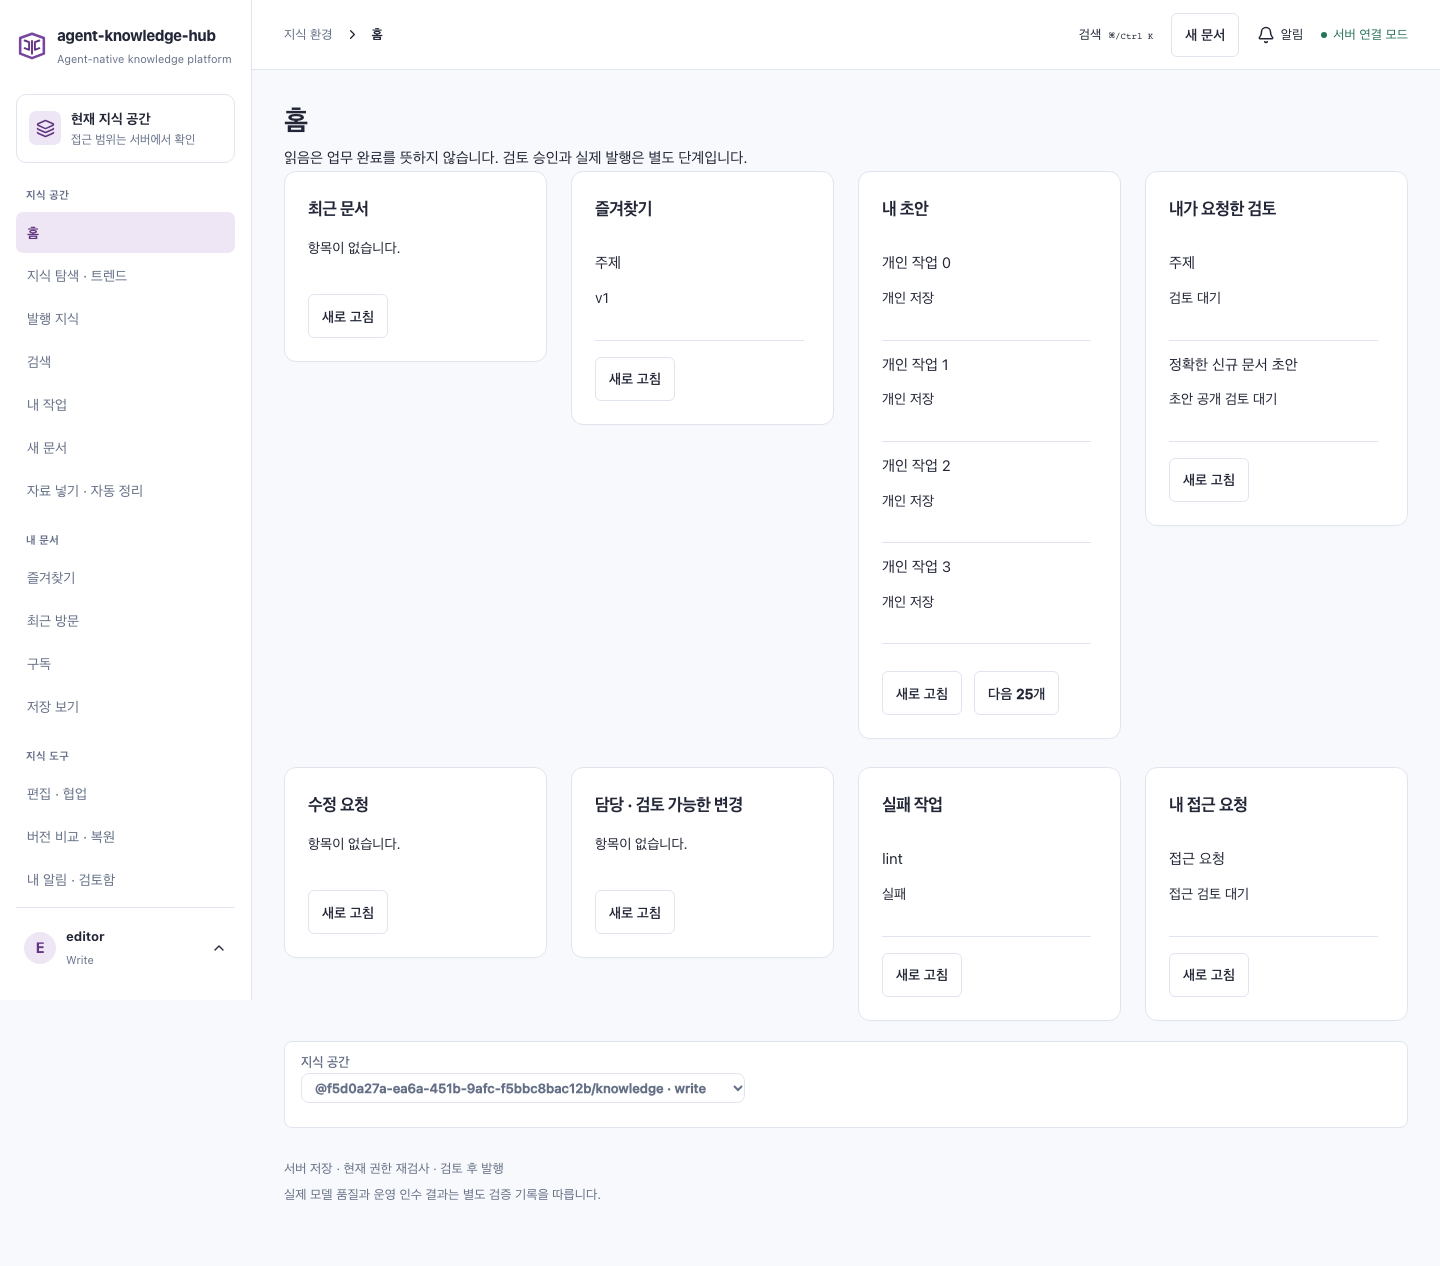 agent-knowledge-hub
Agent-native knowledge platform
현재 지식 공간
접근 범위는 서버에서 확인
지식 공간
홈
지식 탐색 · 트렌드
발행 지식
검색
내 작업
새 문서
자료 넣기 · 자동 정리
내 문서
즐겨찾기
최근 방문
구독
저장 보기
지식 도구
편집 · 협업
버전 비교 · 복원
내 알림 · 검토함
E
editor
Write
지식 환경
홈
검색 ⌘/Ctrl K
새 문서
알림
서버 연결 모드
홈
읽음은 업무 완료를 뜻하지 않습니다. 검토 승인과 실제 발행은 별도 단계입니다.
최근 문서
항목이 없습니다.
새로 고침
즐겨찾기
주제
v1
새로 고침
내 초안
개인 작업 0
개인 저장
개인 작업 1
개인 저장
개인 작업 2
개인 저장
개인 작업 3
개인 저장
새로 고침
다음 25개
내가 요청한 검토
주제
검토 대기
정확한 신규 문서 초안
초안 공개 검토 대기
새로 고침
수정 요청
항목이 없습니다.
새로 고침
담당 · 검토 가능한 변경
항목이 없습니다.
새로 고침
실패 작업
lint
실패
새로 고침
내 접근 요청
접근 요청
접근 검토 대기
새로 고침
지식 공간
@f5d0a27a-ea6a-451b-9afc-f5bbc8bac12b/knowledge · write
서버 저장 · 현재 권한 재검사 · 검토 후 발행
실제 모델 품질과 운영 인수 결과는 별도 검증 기록을 따릅니다.